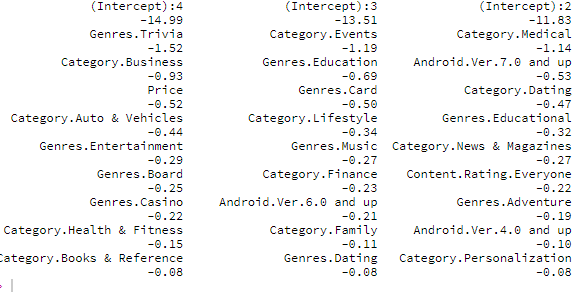 (Intercept):4 (Intercept):3 (Intercept):2
-14.99 -13.51 -11.83
Genres.Trivia Category.Events Category.Medical
-1.52 -1.19 -1.14
Category.Business Genres.Education Android.Ver.7.0 and up
-0.93 -0.69 -0.53
Price Genres.Card Category.Dating
-0.52 -0.50 -0.47
Category.Auto & Vehicles Category.Lifestyle Genres.Educational
-0.44 -0.34 -0.32
Genres.Entertainment Genres.Music Category.News & Magazines
-0.29 -0.27 -0.27
Genres.Board Category.Finance Content.Rating.Everyone
-0.25 -0.23 -0.22
Genres.Casino Android.Ver.6.0 and up Genres.Adventure
-0.22 -0.21 -0.19
Category.Health & Fitness Category.Family Android.Ver.4.0 and up
-0.15 -0.11 -0.10
Category.Books & Reference Genres.Dating Category.Personalization
-0.08 -0.08 -0.08
>